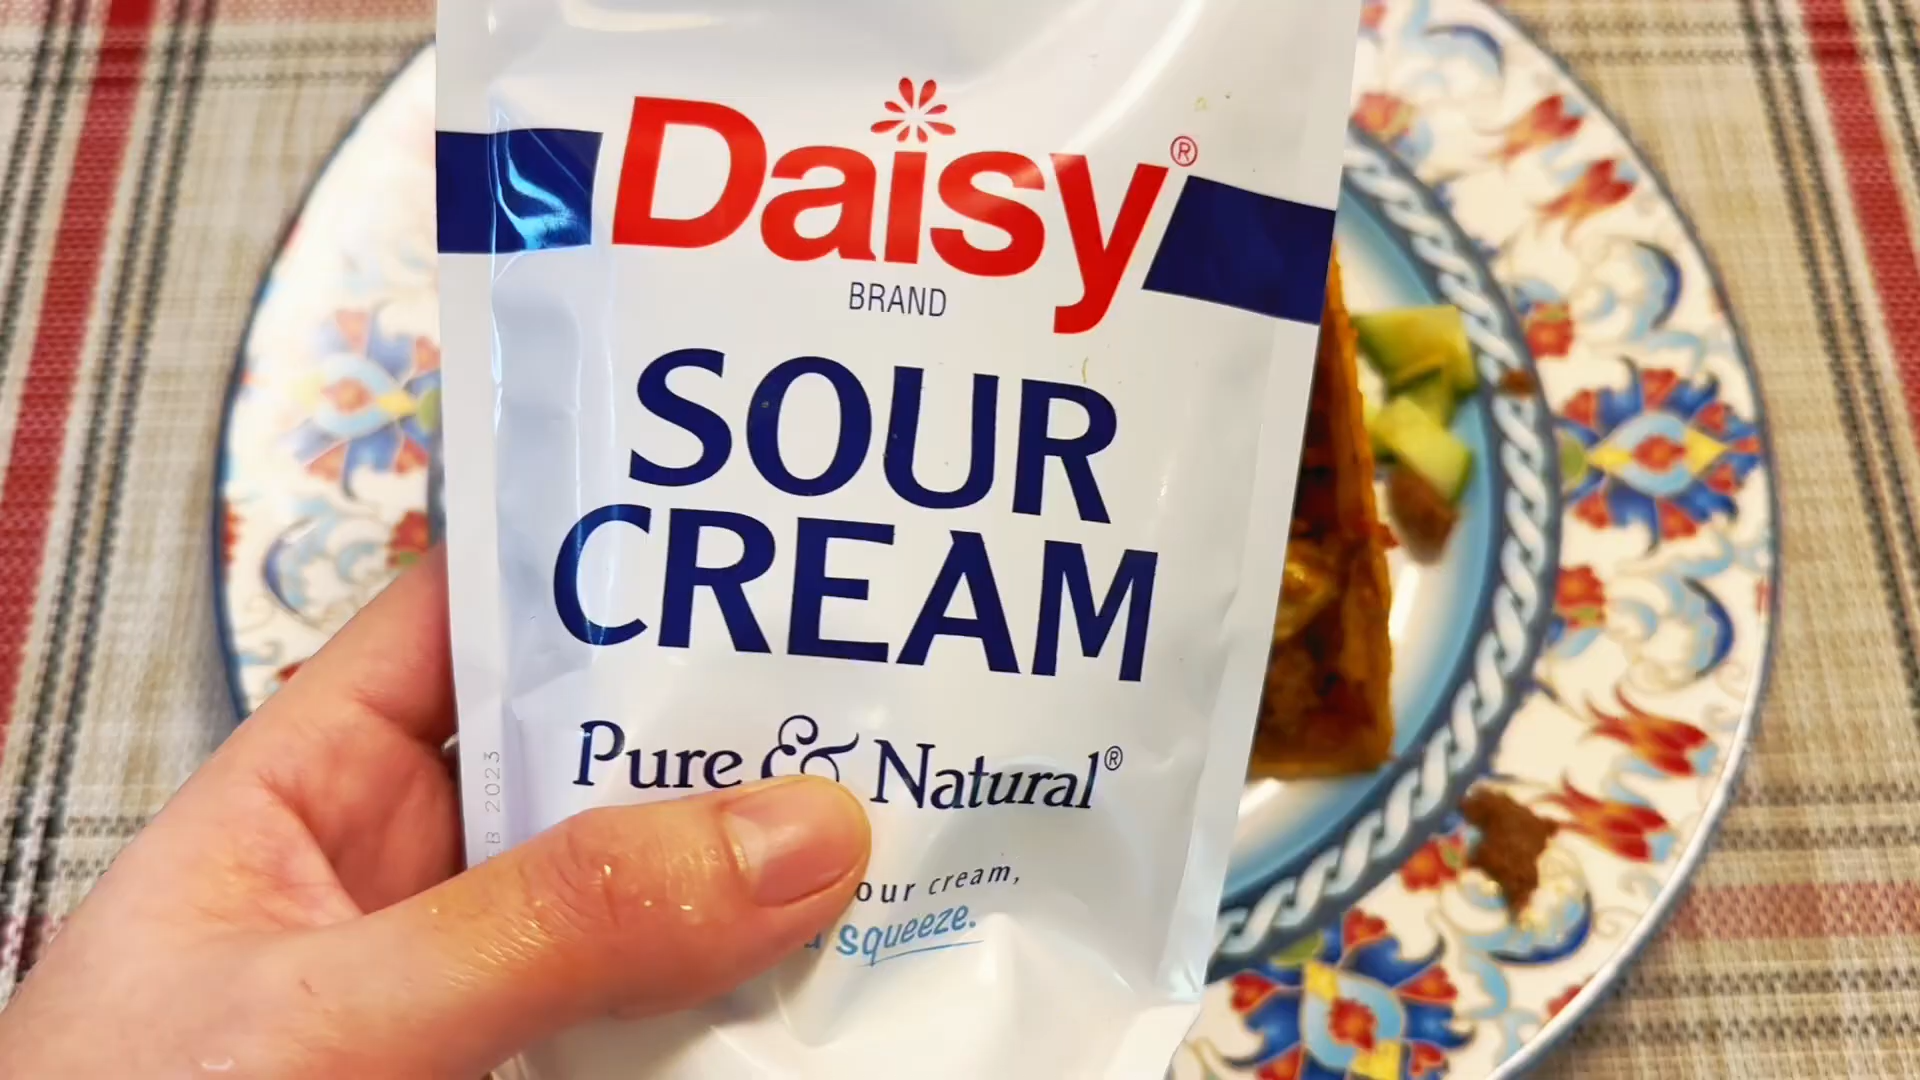 Daisy®
BRAND
SOUR
CREAM
Pure & Natural®
our cream,
squeeze.
2023